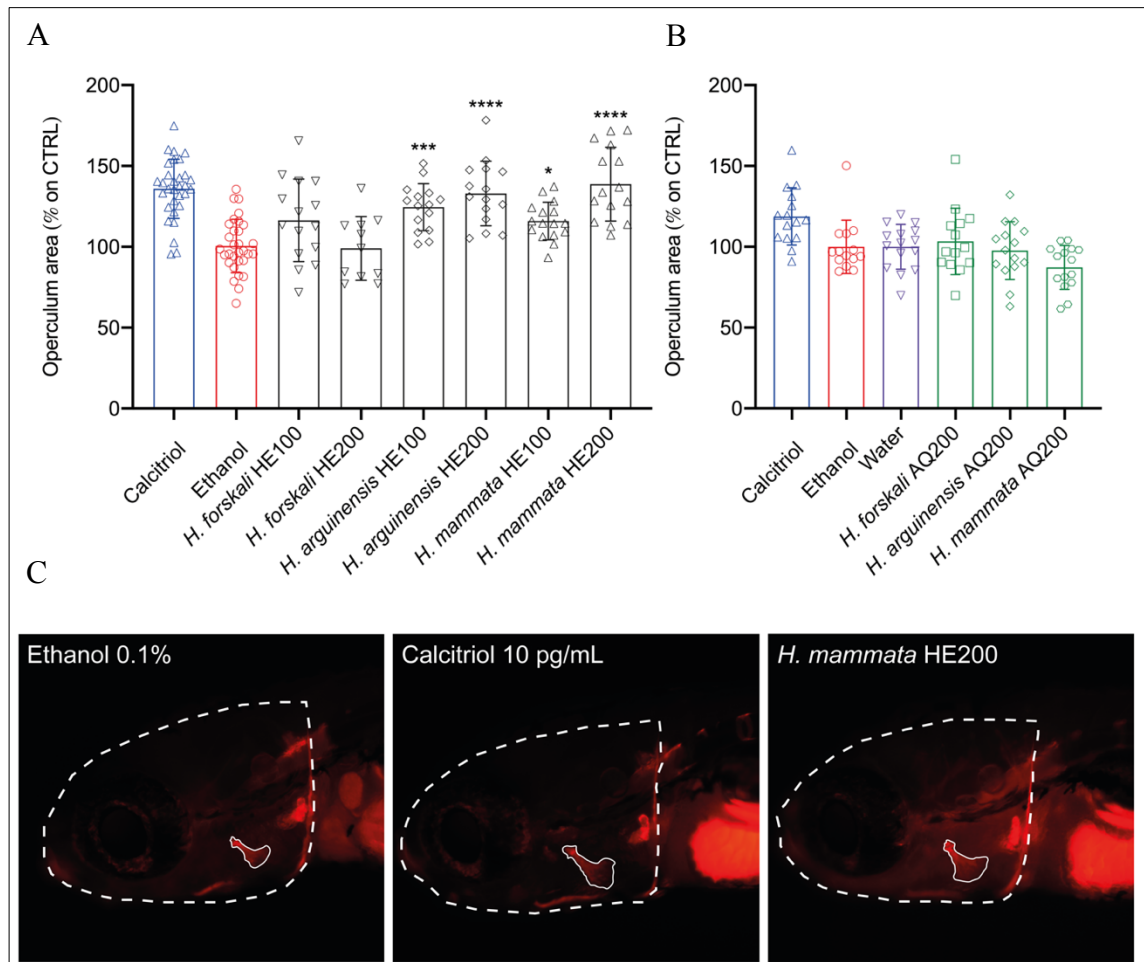 A
B
200
150
100
50
0
Operculum area (% on CTRL)
***
****
*
****
Calcitriol
Ethanol
H. forskali HE100
H. forskali HE200
H. arguinensis HE100
H. arguinensis HE200
H. mammata HE100
H. mammata HE200
200
150
100
50
0
Operculum area (% on CTRL)
Calcitriol
Ethanol
Water
H. forskali AQ200
H. arguinensis AQ200
H. mammata AQ200
C
Ethanol 0.1%
Calcitriol 10 pg/mL
H. mammata HE200